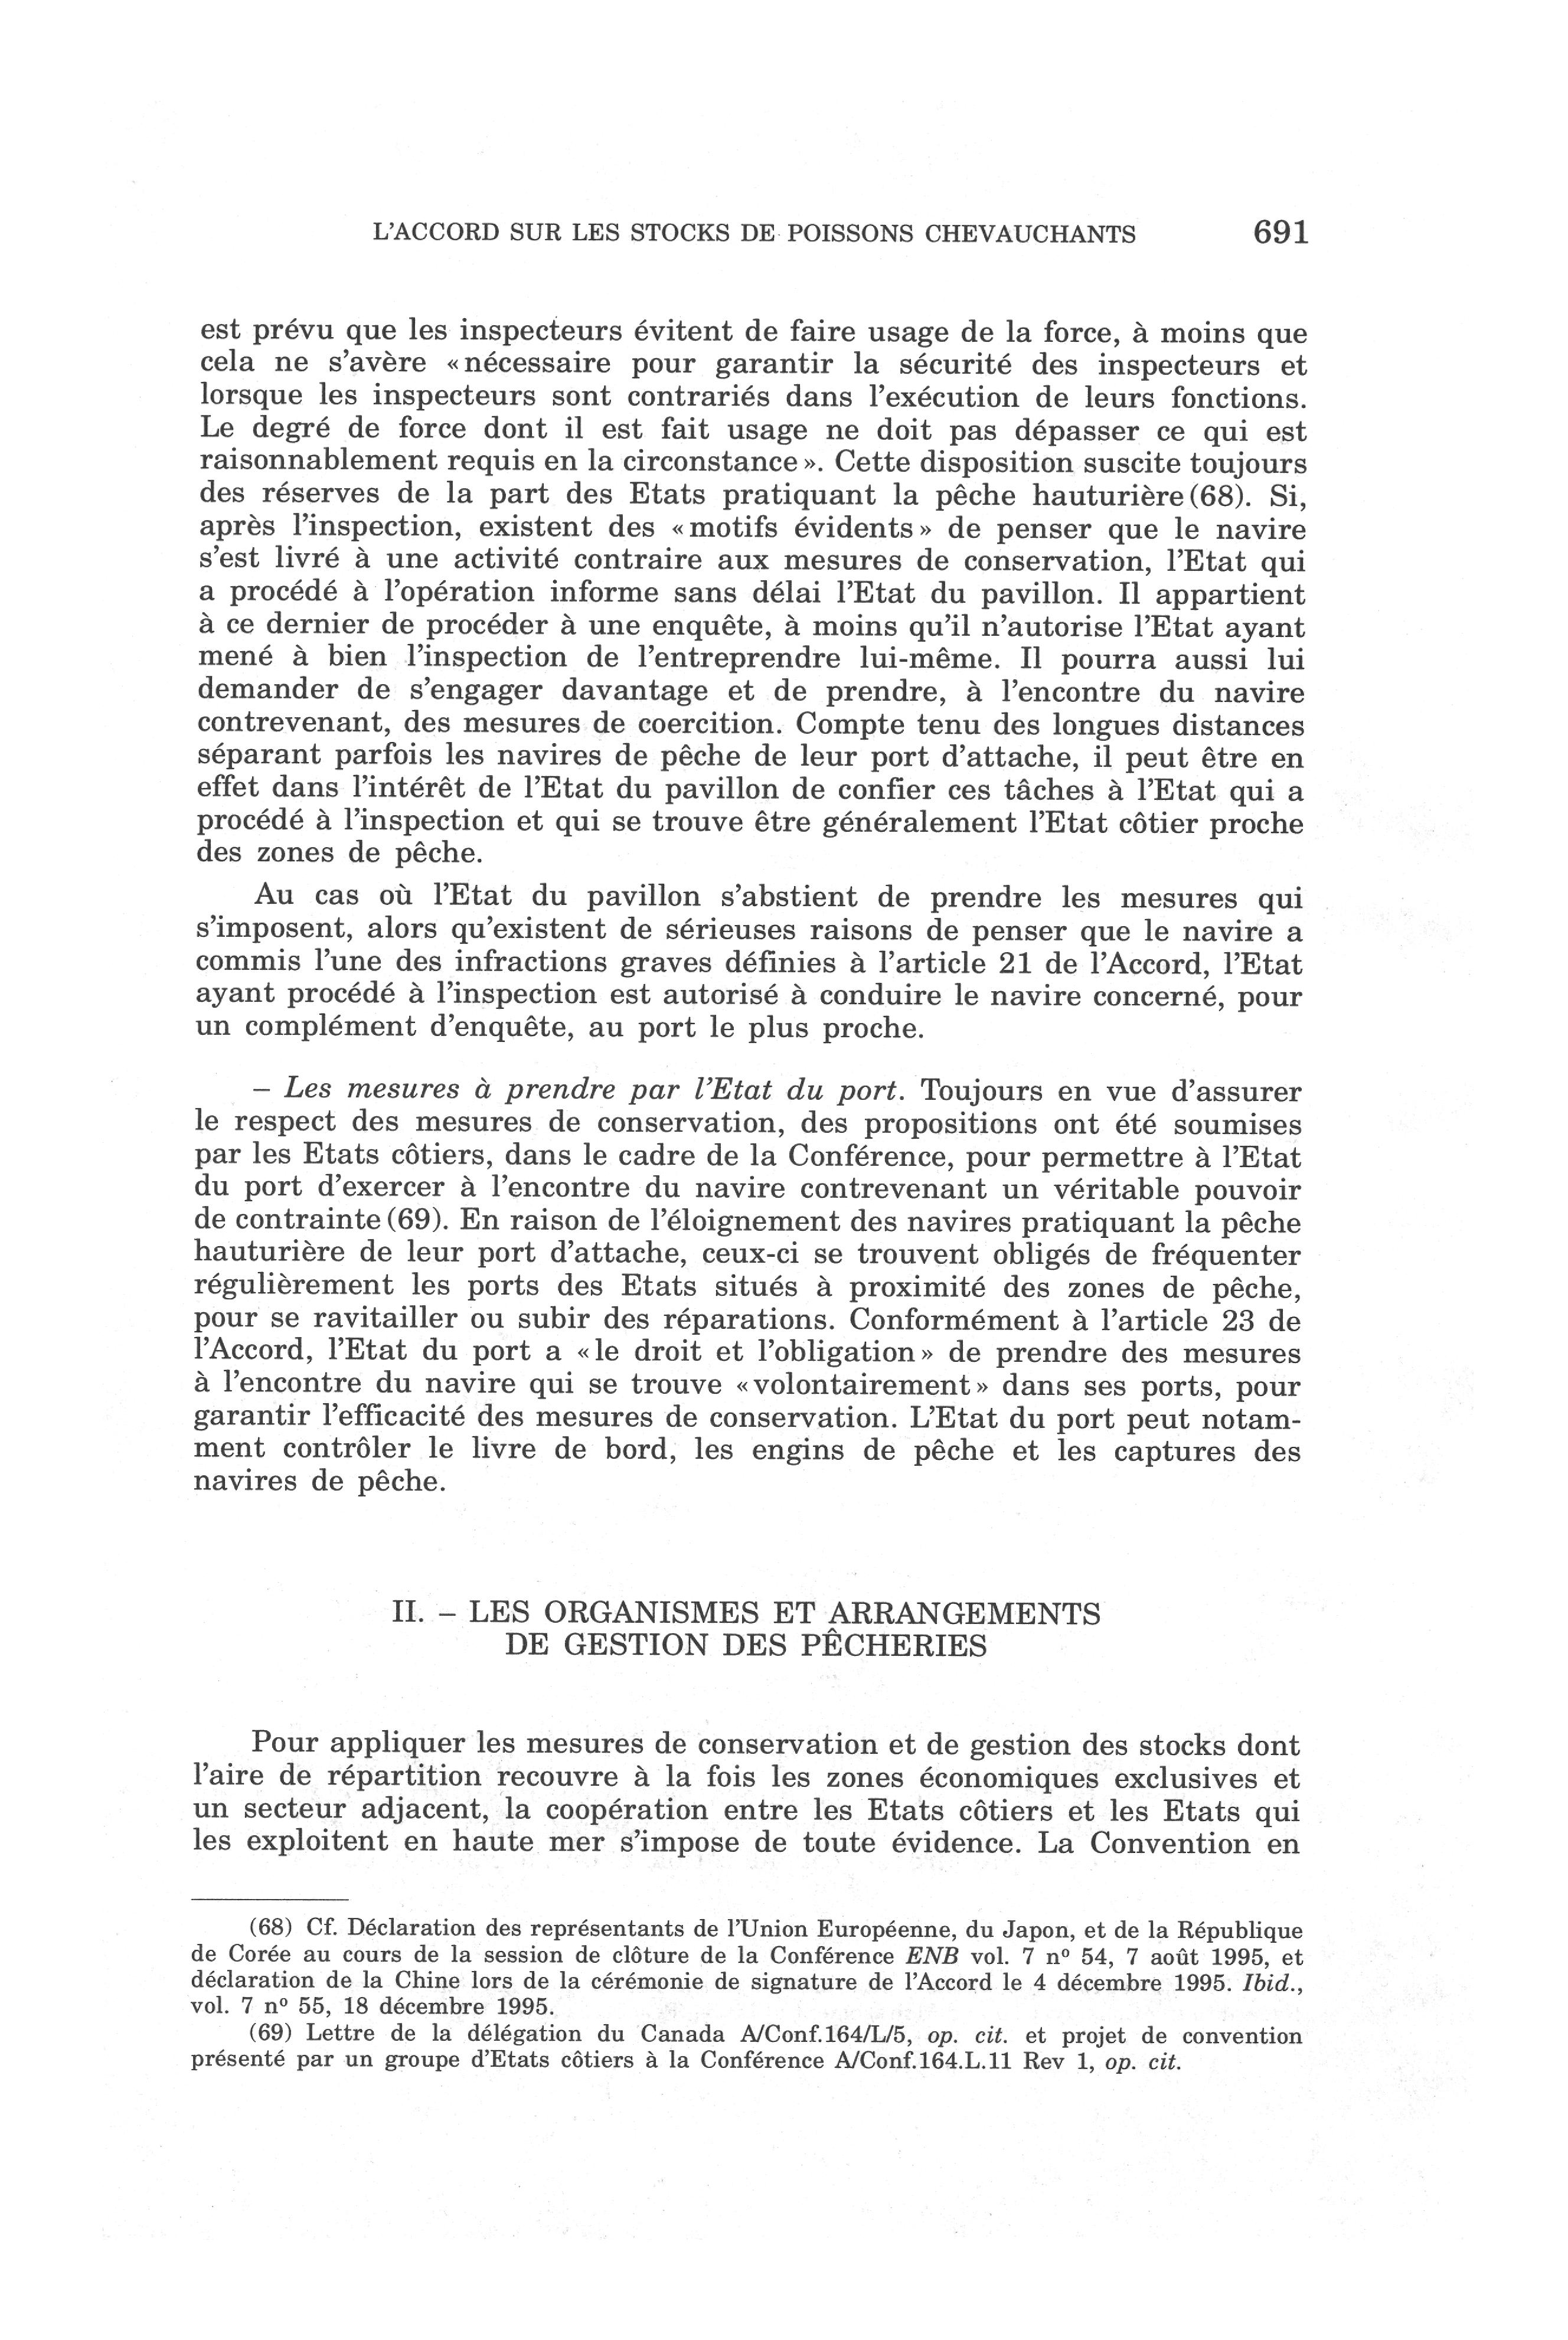 L'ACCORD SUR LES STOCKS DE POISSONS CHEVAUCHANTS 691
est prévu que les inspecteurs évitent de faire usage de la force, à moins que
cela ne s'avère «nécessaire pour garantir la sécurité des inspecteurs et
lorsque les inspecteurs sont contrariés dans l'exécution de leurs fonctions.
Le degré de force dont il est fait usage ne doit pas dépasser ce qui est
raisonnablement requis en la circonstance». Cette disposition suscite toujours
des réserves de la part des Etats pratiquant la pêche hauturière(68). Si,
après l'inspection, existent des «motifs évidents» de penser que le navire
s'est livré à une activité contraire aux mesures de conservation, l'Etat qui
a procédé à l'opération informe sans délai l'Etat du pavillon. Il appartient
à ce dernier de procéder à une enquête, à moins qu'il n'autorise l'Etat ayant
mené à bien l'inspection de l'entreprendre lui-même. Il pourra aussi lui
demander de s'engager davantage et de prendre, à l'encontre du navire
contrevenant, des mesures de coercition. Compte tenu des longues distances
séparant parfois les navires de pêche de leur port d'attache, il peut être en
effet dans l'intérêt de l'Etat du pavillon de confier ces tâches à l'Etat qui a
procédé à l'inspection et qui se trouve être généralement l'Etat côtier proche
des zones de pêche.
Au cas où l'Etat du pavillon s'abstient de prendre les mesures qui
s'imposent, alors qu'existent de sérieuses raisons de penser que le navire a
commis l'une des infractions graves définies à l'article 21 de l'Accord, l'Etat
ayant procédé à l'inspection est autorisé à conduire le navire concerné, pour
un complément d'enquête, au port le plus proche.
– Les mesures à prendre par l'Etat du port. Toujours en vue d'assurer
le respect des mesures de conservation, des propositions ont été soumises
par les Etats côtiers, dans le cadre de la Conférence, pour permettre à l'Etat
du port d'exercer à l'encontre du navire contrevenant un véritable pouvoir
de contrainte(69). En raison de l'éloignement des navires pratiquant la pêche
hauturière de leur port d'attache, ceux-ci se trouvent obligés de fréquenter
régulièrement les ports des Etats situés à proximité des zones de pêche,
pour se ravitailler ou subir des réparations. Conformément à l'article 23 de
l'Accord, l'Etat du port a «le droit et l'obligation» de prendre des mesures
à l'encontre du navire qui se trouve «volontairement» dans ses ports, pour
garantir l'efficacité des mesures de conservation. L'Etat du port peut notam-
ment contrôler le livre de bord, les engins de pêche et les captures des
navires de pêche.
II. – LES ORGANISMES ET ARRANGEMENTS
DE GESTION DES PÊCHERIES
Pour appliquer les mesures de conservation et de gestion des stocks dont
l'aire de répartition recouvre à la fois les zones économiques exclusives et
un secteur adjacent, la coopération entre les Etats côtiers et les Etats qui
les exploitent en haute mer s'impose de toute évidence. La Convention en
(68) Cf. Déclaration des représentants de l'Union Européenne, du Japon, et de la République
de Corée au cours de la session de clôture de la Conférence ENB vol. 7 nº 54, 7 août 1995, et
déclaration de la Chine lors de la cérémonie de signature de l'Accord le 4 décembre 1995. Ibid.,
vol. 7 nº 55, 18 décembre 1995.
(69) Lettre de la délégation du Canada A/Conf.164/L/5, op. cit. et projet de convention
présenté par un groupe d'Etats côtiers à la Conférence A/Conf.164.L.11 Rev 1, op. cit.